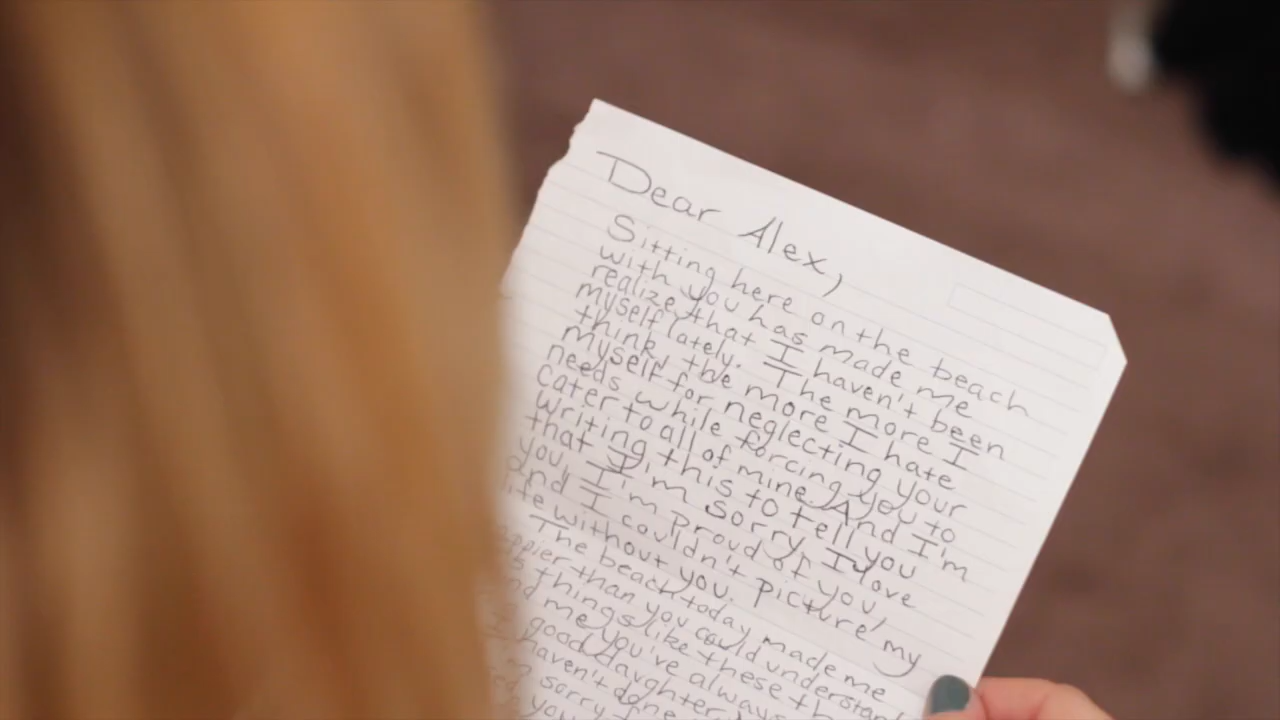 Dear Alex,
Sitting here on the beach
with you has made me
realize that I haven't been
myself lately. The more I
think, the more I hate
myself for neglecting your
needs while forcing you to
cater to all of mine. And I'm
writing this to tell you
that I'm sorry. I love
you, I'm proud of you,
and I couldn't picture my
life without you.
The beach today made me
happier than you could understand
things like these th
me you've always
good daughter
haven't done
sorry
you